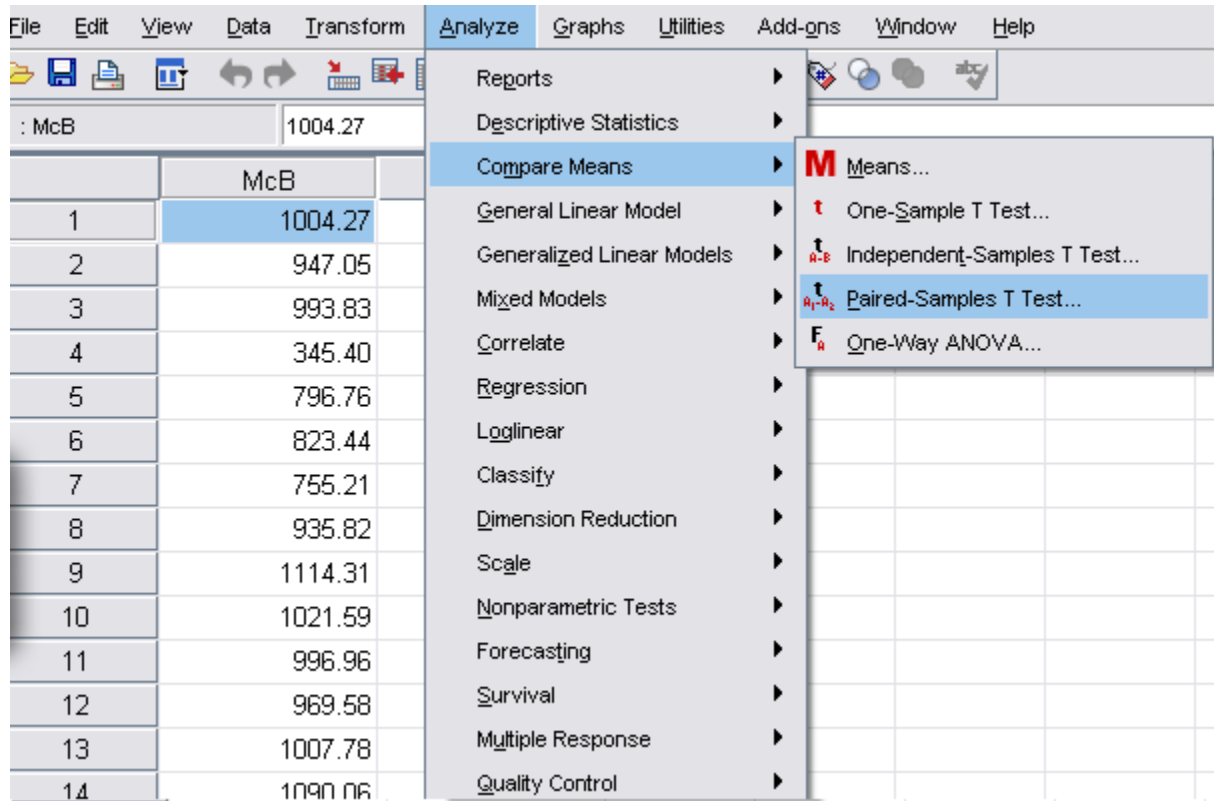 File Edit View Data Transform Analyze Graphs Utilities Add-ons Window Help
: McB 1004.27
McB
1 1004.27
2 947.05
3 993.83
4 345.40
5 796.76
6 823.44
7 755.21
8 935.82
9 1114.31
10 1021.59
11 996.96
12 969.58
13 1007.78
14 1090.06
Reports
Descriptive Statistics
Compare Means
General Linear Model
Generalized Linear Models
Mixed Models
Correlate
Regression
Loglinear
Classify
Dimension Reduction
Scale
Nonparametric Tests
Forecasting
Survival
Multiple Response
Quality Control
M Means...
t One-Sample T Test...
t A-B Independent-Samples T Test...
t A1-A2 Paired-Samples T Test...
F A One-Way ANOVA...